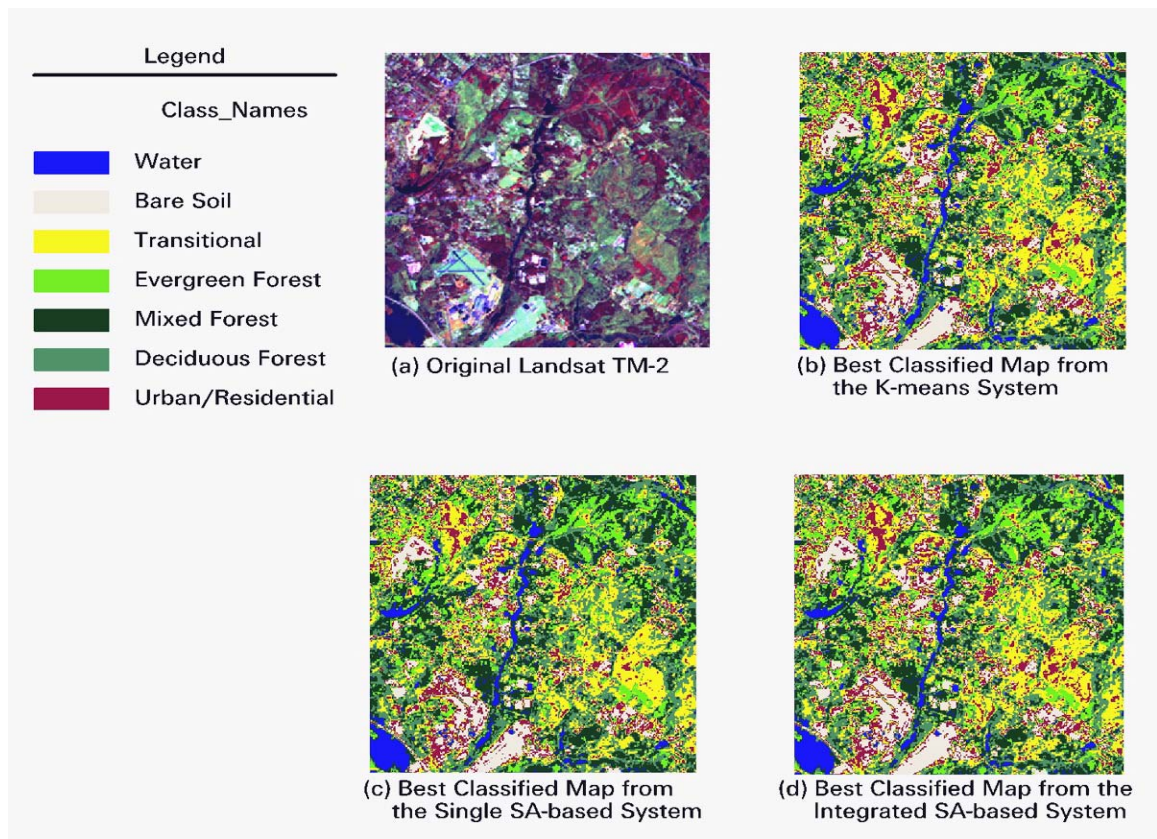 Legend
Class_Names
Water
Bare Soil
Transitional
Evergreen Forest
Mixed Forest
Deciduous Forest
Urban/Residential
(a) Original Landsat TM-2
(b) Best Classified Map from
the K-means System
(c) Best Classified Map from
the Single SA-based System
(d) Best Classified Map from the
Integrated SA-based System